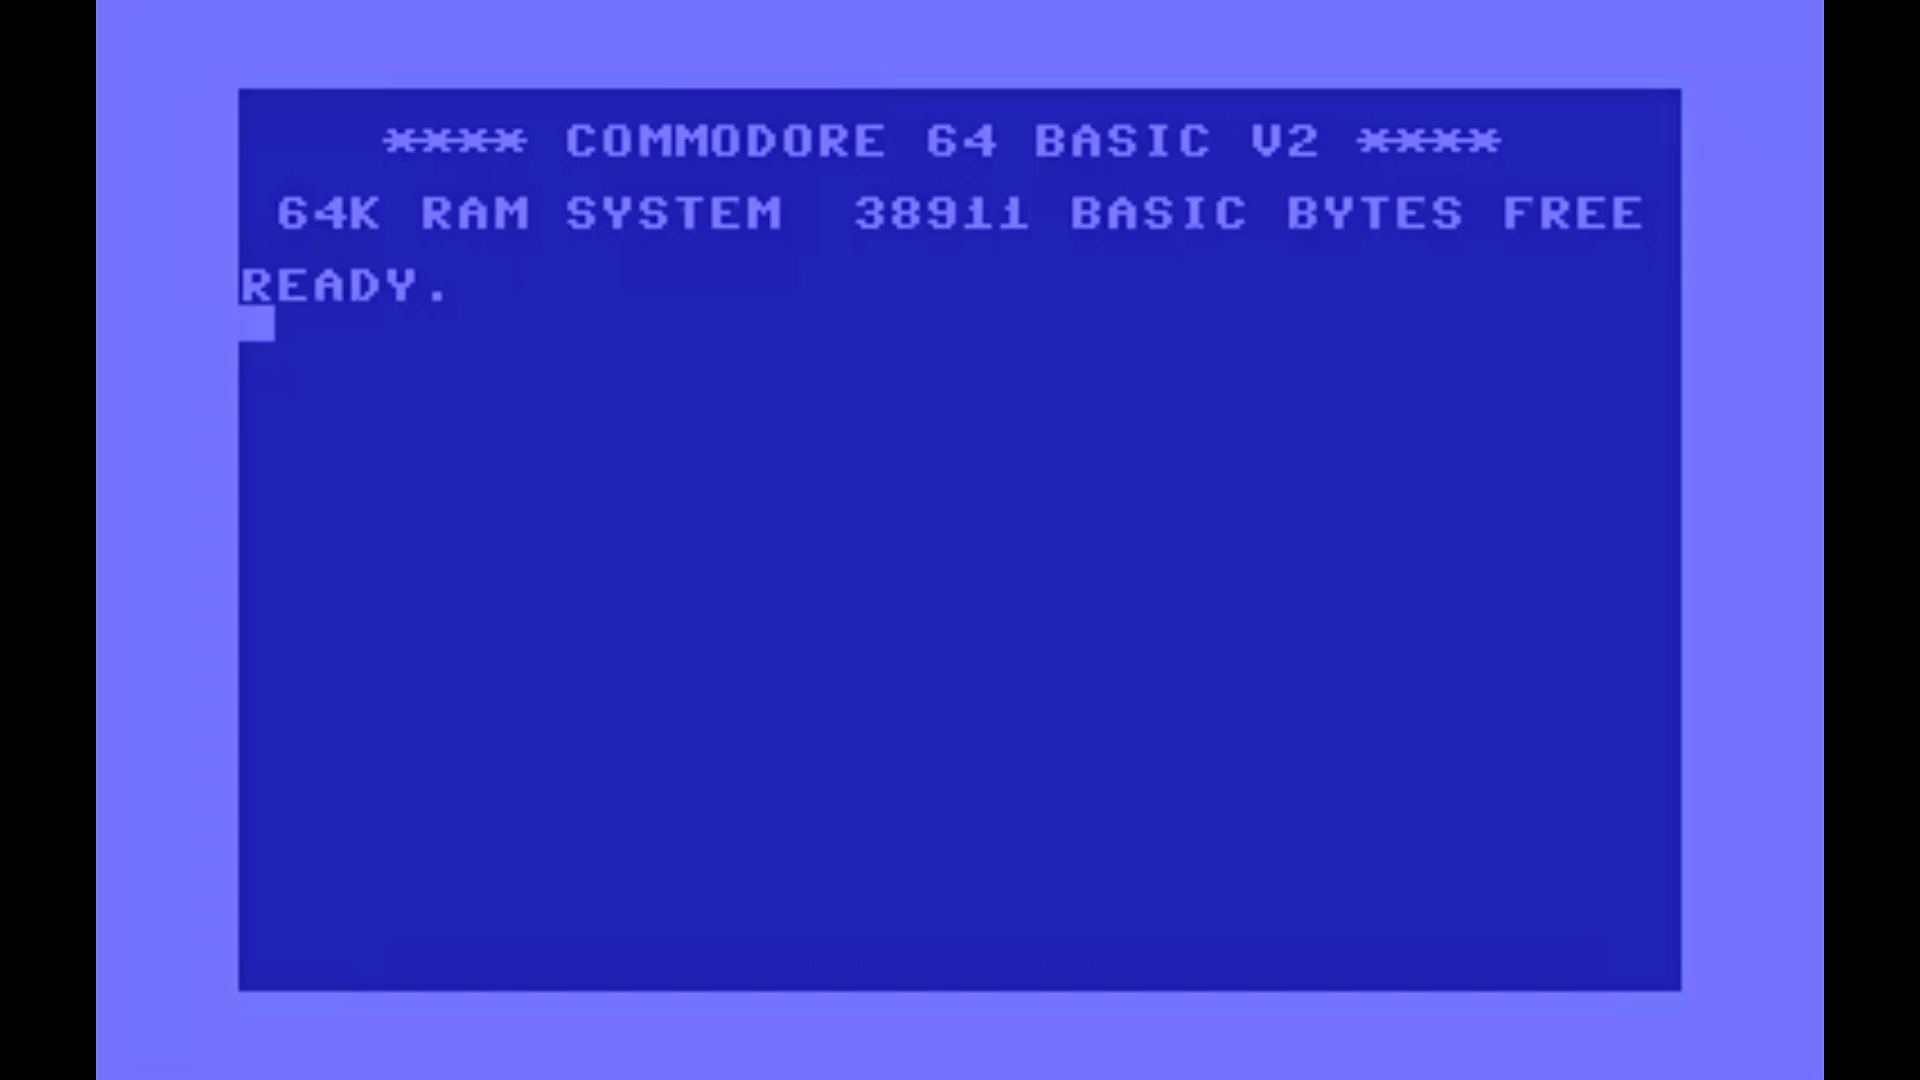 **** COMMODORE 64 BASIC V2 ****
64K RAM SYSTEM  38911 BASIC BYTES FREE
READY.